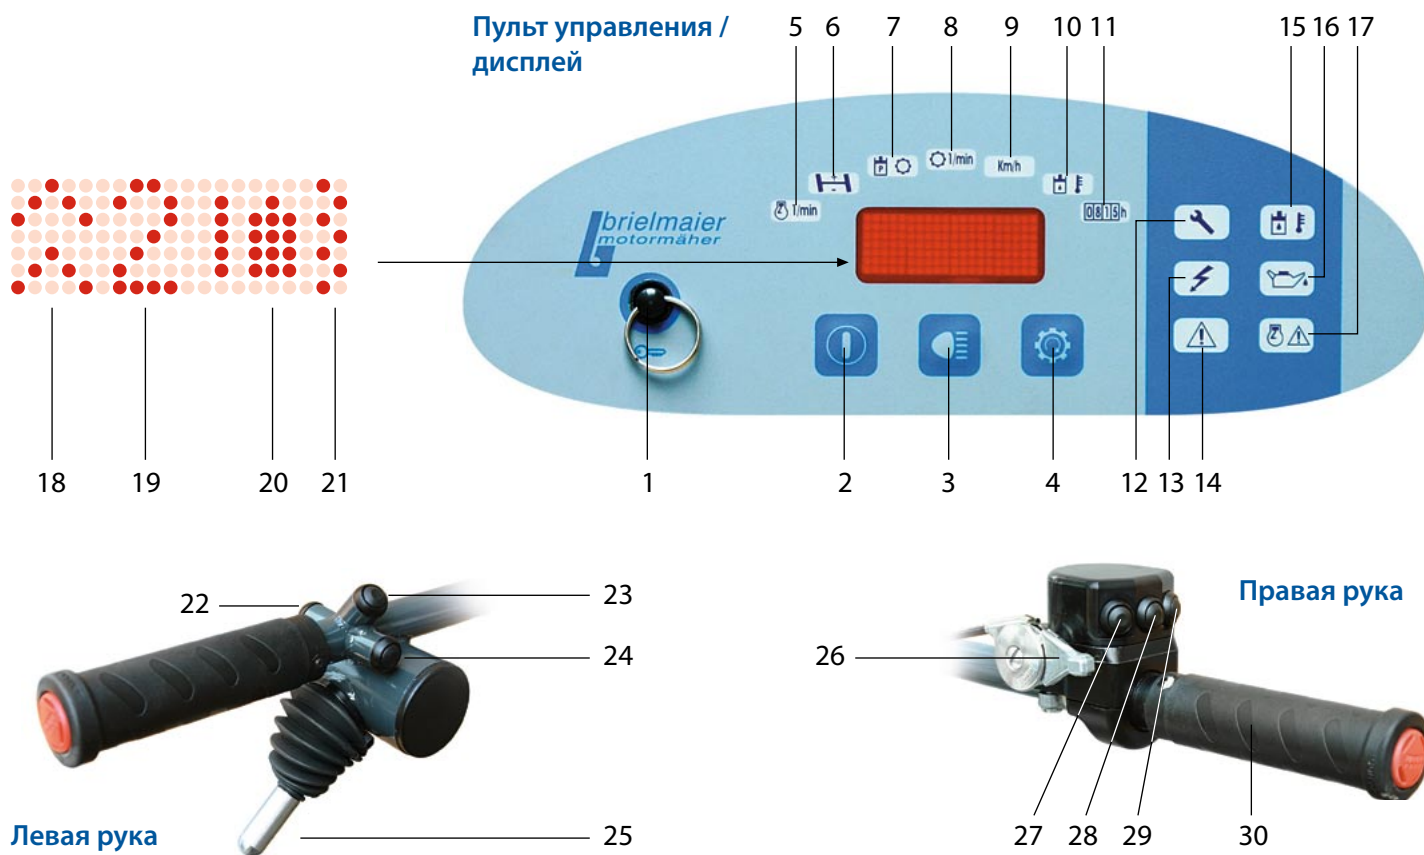 Пульт управления /
дисплей
5 6 7 8 9 10 11 15 16 17
1/min
P
1/min
Km/h
0815h
brielmaier
motormäher
18 19 20 21 1 2 3 4 12 13 14
22 23
24
25
Левая рука
Правая рука
26
27 28 29 30